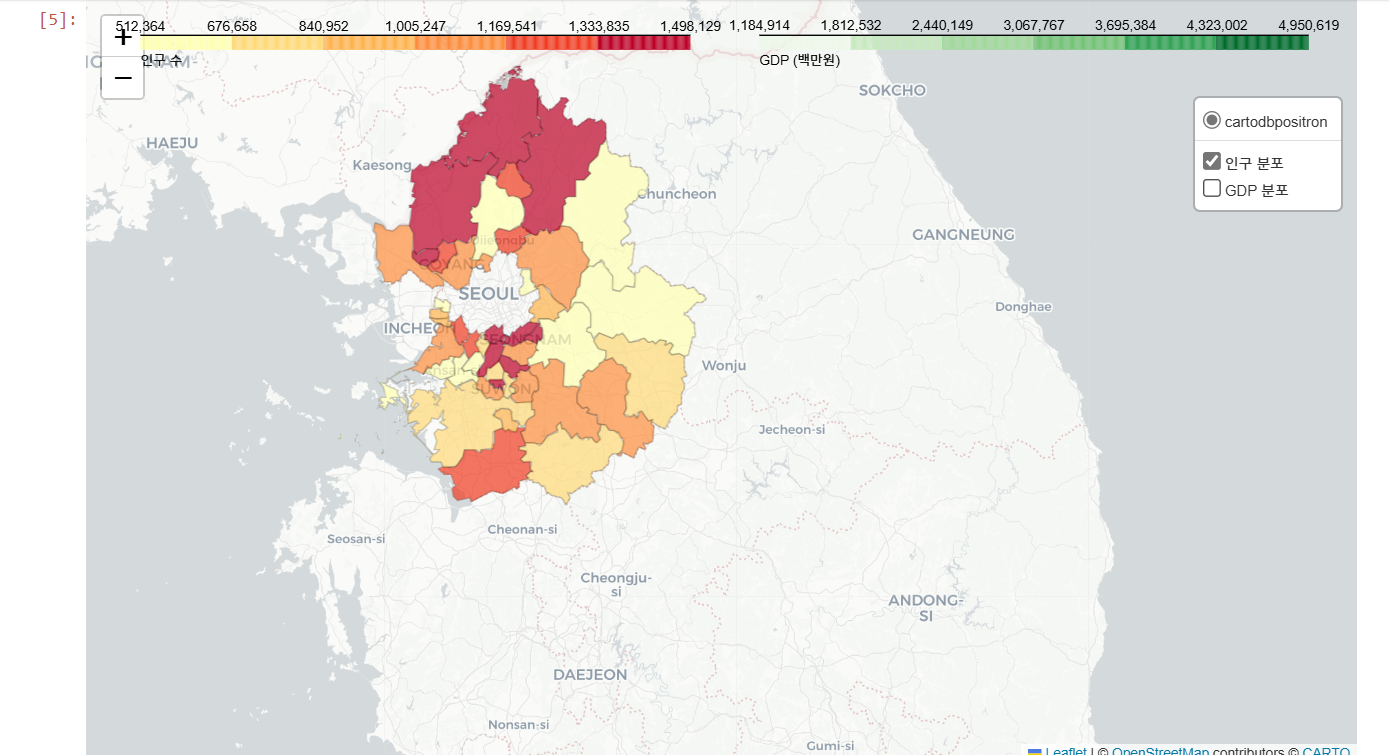 [5]:
512,864 676,658 840,952 1,005,247 1,169,541 1,333,835 1,498,129 1,184,914 1,812,532 2,440,149 3,067,767 3,695,384 4,323,002 4,950,619
+
인구 수
GDP (백만원)
−
SOKCHO
cartodbpositron
HAEJU
인구 분포
Kaesong
GDP 분포
Chuncheon
GANGNEUNG
Uijeongbu
GOYANG
SEOUL
Donghae
INCHEON
SEONGNAM
Wonju
Ansan-si
SUWON
Jecheon-si
Cheonan-si
Seosan-si
Cheongju-
si
ANDONG-
SI
DAEJEON
Nonsan-si
Gumi-si
Leaflet | © OpenStreetMap contributors © CARTO